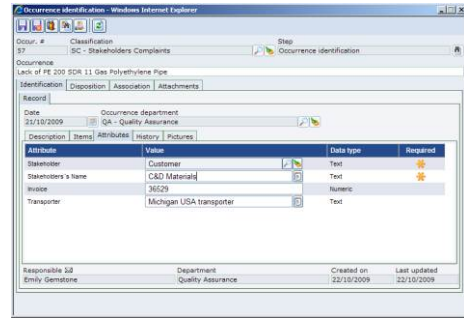 Occurrence identification - Windows Internet Explorer
Occur. # Classification Step
57 SC - Stakeholders Complaints Occurrence identification
Occurrence
Lack of PE 200 SDR 11 Gas Polyethylene Pipe
Identification Disposition Association Attachments
Record
Date Occurrence department
21/10/2009 QA - Quality Assurance
Description Items Attributes History Pictures
Attribute Value Data type Required
Stakeholder Customer Text
Stakeholders`s Name C&D Materials Text
Invoice 36529 Numeric
Transporter Michigan USA transporter Text
Responsible Department Created on Last updated
Emily Gemstone Quality Assurance 22/10/2009 22/10/2009